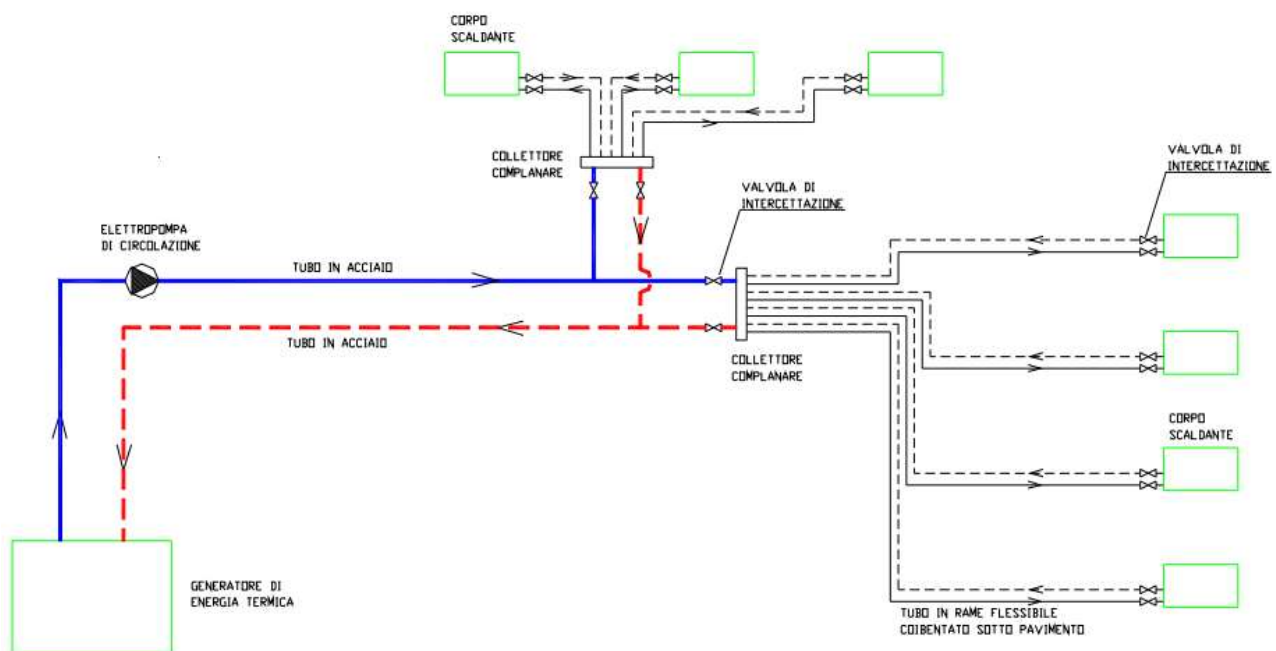 CORPO
SCALDANTE
COLLETTORE
COMPLANARE
VALVOLA DI
INTERCETTAZIONE
VALVOLA DI
INTERCETTAZIONE
ELETTROPOMPA
DI CIRCOLAZIONE
TUBO IN ACCIAIO
TUBO IN ACCIAIO
COLLETTORE
COMPLANARE
CORPO
SCALDANTE
GENERATORE DI
ENERGIA TERMICA
TUBO IN RAME FLESSIBILE
COIBENTATO SOTTO PAVIMENTO